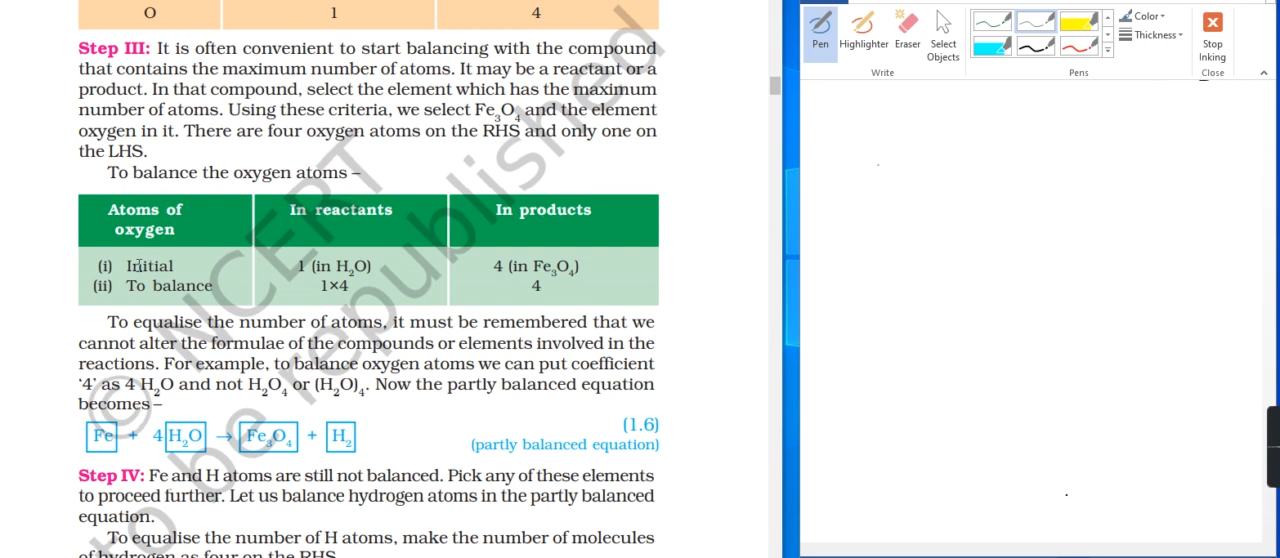 O 1 4
Step III: It is often convenient to start balancing with the compound
that contains the maximum number of atoms. It may be a reactant or a
product. In that compound, select the element which has the maximum
number of atoms. Using these criteria, we select Fe₃O₄ and the element
oxygen in it. There are four oxygen atoms on the RHS and only one on
the LHS.
To balance the oxygen atoms –
Atoms of oxygen In reactants In products
(i) Initial 1 (in H₂O) 4 (in Fe₃O₄)
(ii) To balance 1×4 4
To equalise the number of atoms, it must be remembered that we
cannot alter the formulae of the compounds or elements involved in the
reactions. For example, to balance oxygen atoms we can put coefficient
‘4’ as 4 H₂O and not H₂O₄ or (H₂O)₄. Now the partly balanced equation
becomes–
Fe + 4 H₂O → Fe₃O₄ + H₂ (1.6)
(partly balanced equation)
Step IV: Fe and H atoms are still not balanced. Pick any of these elements
to proceed further. Let us balance hydrogen atoms in the partly balanced
equation.
To equalise the number of H atoms, make the number of molecules
of hydrogen as four on the RHS.
© NCERT
to be republished
Pen Highlighter Eraser Select Objects
Write
Color
Thickness
Pens
Stop Inking
Close